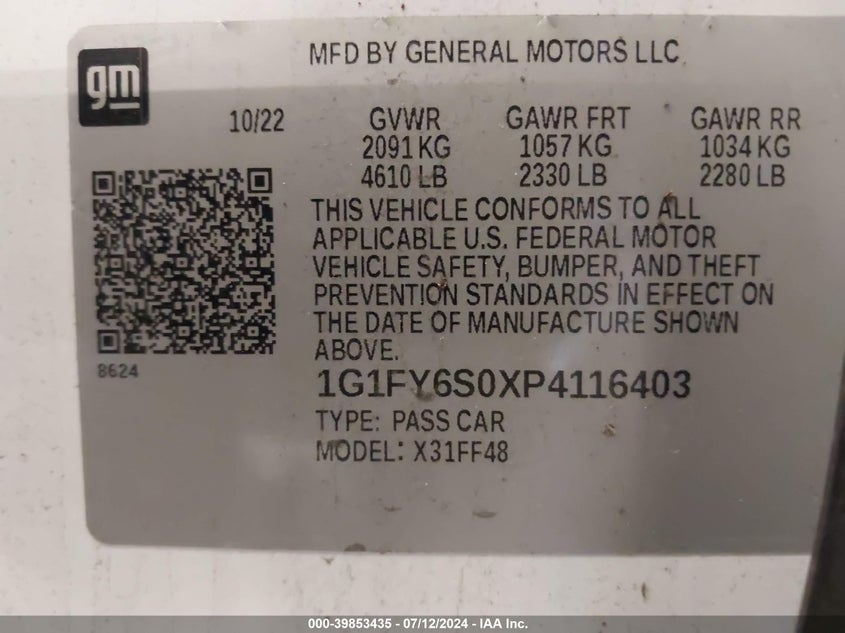 gm
MFD BY GENERAL MOTORS LLC
10/22 GVWR GAWR FRT GAWR RR
2091 KG 1057 KG 1034 KG
4610 LB 2330 LB 2280 LB
THIS VEHICLE CONFORMS TO ALL
APPLICABLE U.S. FEDERAL MOTOR
VEHICLE SAFETY, BUMPER, AND THEFT
PREVENTION STANDARDS IN EFFECT ON
THE DATE OF MANUFACTURE SHOWN
ABOVE.
8624
1G1FY6S0XP4116403
TYPE: PASS CAR
MODEL: X31FF48
000-39853435 - 07/12/2024 - IAA Inc.